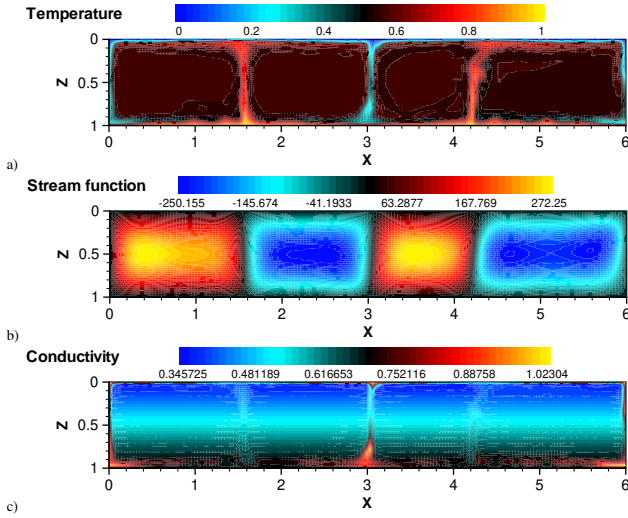 Temperature
0 0.2 0.4 0.6 0.8 1
0
0.5
1
Z
0 1 2 3 4 5 6
X
a)
Stream function
-250.155 -145.674 -41.1933 63.2877 167.769 272.25
0
0.5
1
Z
0 1 2 3 4 5 6
X
b)
Conductivity
0.345725 0.481189 0.616653 0.752116 0.88758 1.02304
0
0.5
1
Z
0 1 2 3 4 5 6
X
c)